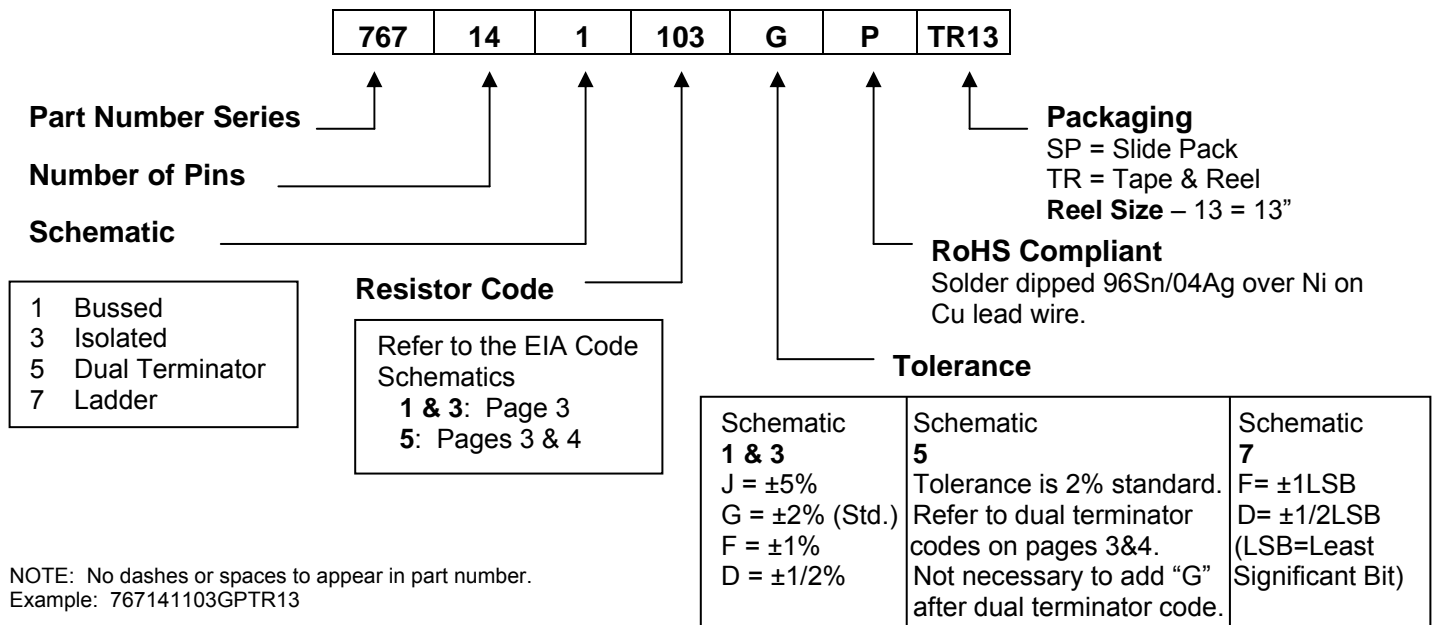 767 14 1 103 G P TR13
Part Number Series
Number of Pins
Schematic
1 Bussed
3 Isolated
5 Dual Terminator
7 Ladder
Resistor Code
Refer to the EIA Code
Schematics
1 & 3: Page 3
5: Pages 3 & 4
Packaging
SP = Slide Pack
TR = Tape & Reel
Reel Size – 13 = 13”
RoHS Compliant
Solder dipped 96Sn/04Ag over Ni on
Cu lead wire.
Tolerance
Schematic
1 & 3
J = ±5%
G = ±2% (Std.)
F = ±1%
D = ±1/2%
Schematic
5
Tolerance is 2% standard.
Refer to dual terminator
codes on pages 3&4.
Not necessary to add “G”
after dual terminator code.
Schematic
7
F= ±1LSB
D= ±1/2LSB
(LSB=Least
Significant Bit)
NOTE: No dashes or spaces to appear in part number.
Example: 767141103GPTR13